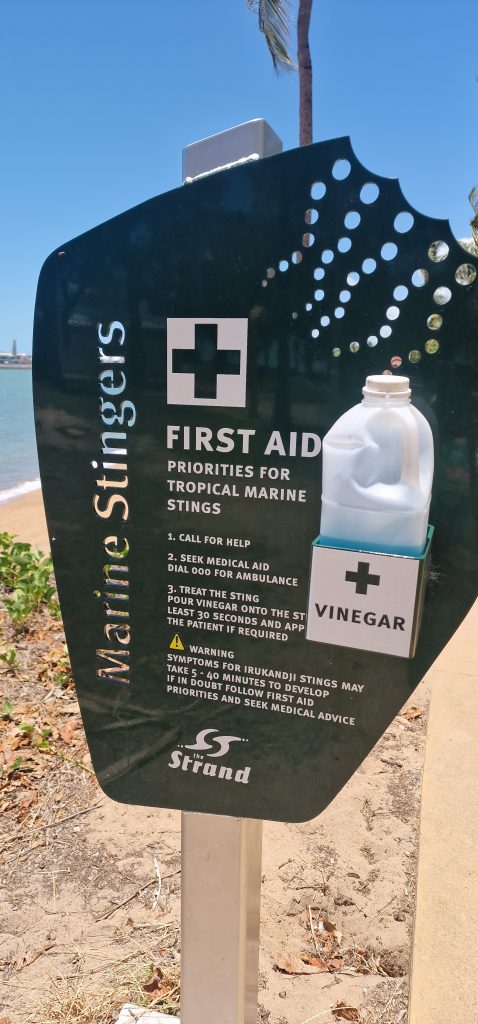 Marine Stingers
FIRST AID
PRIORITIES FOR
TROPICAL MARINE
STINGS
1. CALL FOR HELP
2. SEEK MEDICAL AID
DIAL 000 FOR AMBULANCE
3. TREAT THE STING
POUR VINEGAR ONTO THE
LEAST 30 SECONDS AND
THE PATIENT IF REQUIRED
WARNING
SYMPTOMS FOR IRUKANDJI STINGS MAY
TAKE 5 - 40 MINUTES TO DEVELOP
IF IN DOUBT FOLLOW FIRST AID
PRIORITIES AND SEEK MEDICAL ADVICE
VINEGAR
the
Strand